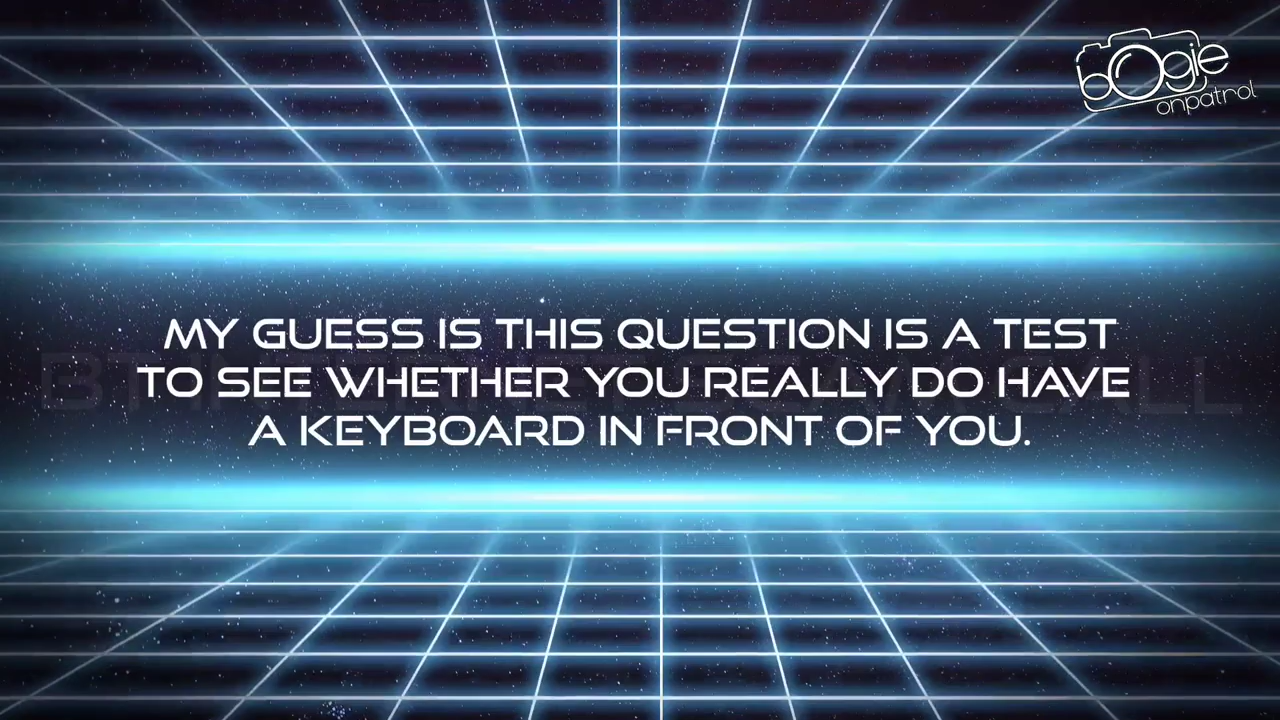 bogie
onpatrol
MY GUESS IS THIS QUESTION IS A TEST
TO SEE WHETHER YOU REALLY DO HAVE
A KEYBOARD IN FRONT OF YOU.